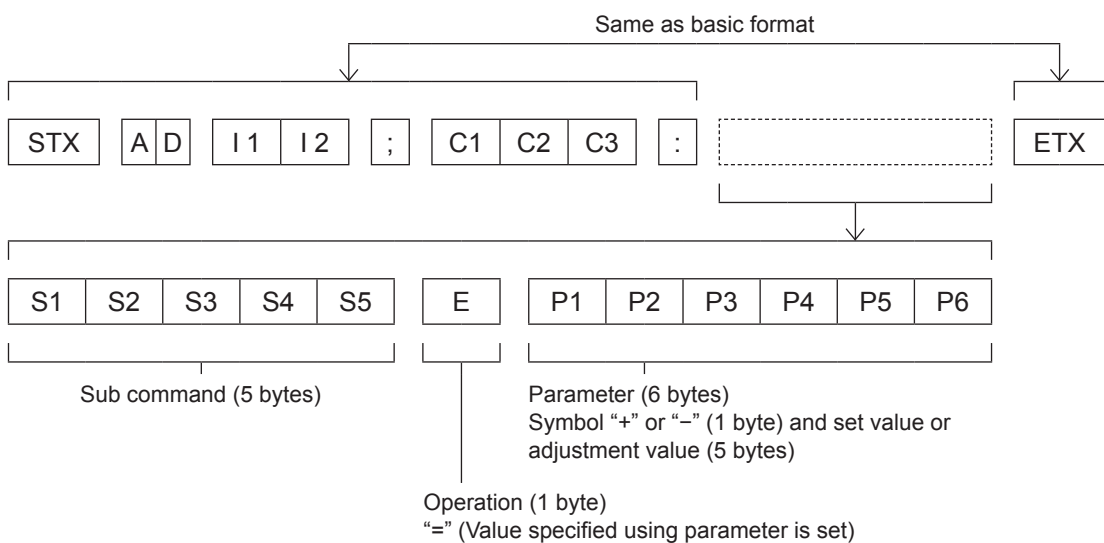 Same as basic format
STX A D I 1 I 2 ; C1 C2 C3 : ETX
S1 S2 S3 S4 S5 E P1 P2 P3 P4 P5 P6
Sub command (5 bytes)
Parameter (6 bytes)
Symbol “+” or “−” (1 byte) and set value or
adjustment value (5 bytes)
Operation (1 byte)
“=” (Value specified using parameter is set)